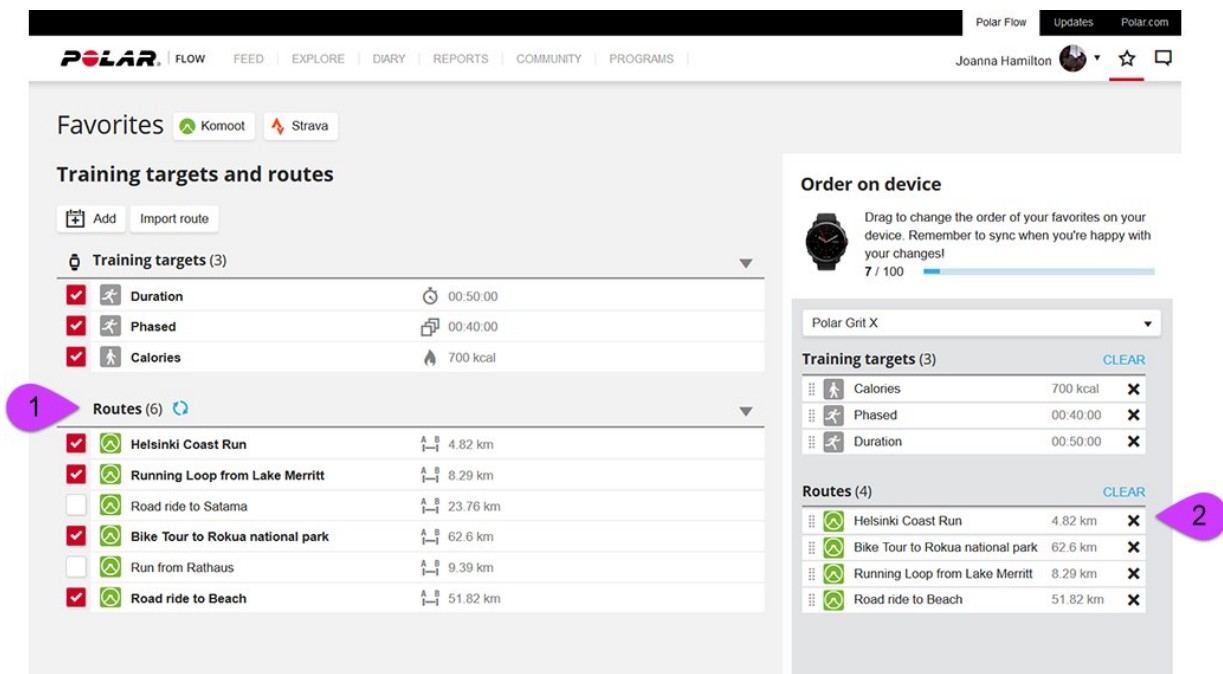 Polar Flow Updates Polar.com
POLAR. FLOW FEED EXPLORE DIARY REPORTS COMMUNITY PROGRAMS Joanna Hamilton
Favorites Komoot Strava
Training targets and routes
Add Import route
Training targets (3)
Duration 00:50:00
Phased 00:40:00
Calories 700 kcal
1
Routes (6)
Helsinki Coast Run A B 4.82 km
Running Loop from Lake Merritt A B 8.29 km
Road ride to Satama A B 23.76 km
Bike Tour to Rokua national park A B 62.6 km
Run from Rathaus A B 9.39 km
Road ride to Beach A B 51.82 km
Order on device
Drag to change the order of your favorites on your
device. Remember to sync when you're happy with
your changes!
7 / 100
Polar Grit X
Training targets (3) CLEAR
Calories 700 kcal
Phased 00:40:00
Duration 00:50:00
Routes (4) CLEAR
Helsinki Coast Run 4.82 km
2
Bike Tour to Rokua national park 62.6 km
Running Loop from Lake Merritt 8.29 km
Road ride to Beach 51.82 km